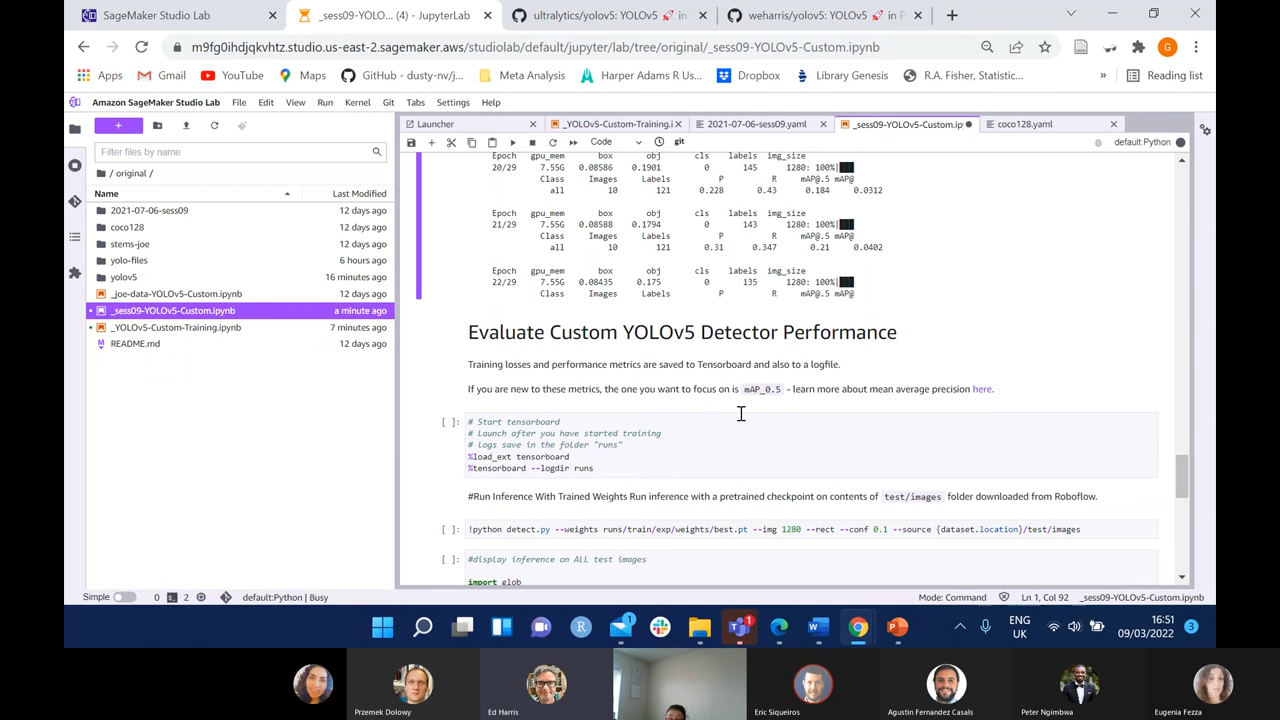 SageMaker Studio Lab
_sess09-YOLO... (4) - JupyterLab
ultralytics/yolov5: YOLOv5 🚀 in
weharris/yolov5: YOLOv5 🚀 in P
m9fg0ihdjqkvhtz.studio.us-east-2.sagemaker.aws/studiolab/default/jupyter/lab/tree/original/_sess09-YOLOv5-Custom.ipynb
G
Apps
Gmail
YouTube
Maps
GitHub - dusty-nv/j...
Meta Analysis
Harper Adams R Us...
Dropbox
Library Genesis
R.A. Fisher, Statistic...
Reading list
Amazon SageMaker Studio Lab
File
Edit
View
Run
Kernel
Git
Tabs
Settings
Help
Launcher
_YOLOv5-Custom-Training.i
2021-07-06-sess09.yaml
_sess09-YOLOv5-Custom.ip
coco128.yaml
Code
git
default:Python
Filter files by name
/ original /
Name
Last Modified
2021-07-06-sess09 12 days ago
coco128 12 days ago
stems-joe 12 days ago
yolo-files 6 hours ago
yolov5 16 minutes ago
_joe-data-YOLOv5-Custom.ipynb 12 days ago
_sess09-YOLOv5-Custom.ipynb a minute ago
_YOLOv5-Custom-Training.ipynb 7 minutes ago
README.md 12 days ago
Epoch gpu_mem box obj cls labels img_size
20/29 7.55G 0.08586 0.1901 0 145 1280: 100%
Class Images Labels P R mAP@.5 mAP@
all 10 121 0.228 0.43 0.184 0.0312
Epoch gpu_mem box obj cls labels img_size
21/29 7.55G 0.08588 0.1794 0 143 1280: 100%
Class Images Labels P R mAP@.5 mAP@
all 10 121 0.31 0.347 0.21 0.0402
Epoch gpu_mem box obj cls labels img_size
22/29 7.55G 0.08435 0.175 0 135 1280: 100%
Class Images Labels P R mAP@.5 mAP@
Evaluate Custom YOLOv5 Detector Performance
Training losses and performance metrics are saved to Tensorboard and also to a logfile.
If you are new to these metrics, the one you want to focus on is mAP_0.5 - learn more about mean average precision here.
[ ]: # Start tensorboard
# Launch after you have started training
# logs save in the folder "runs"
%load_ext tensorboard
%tensorboard --logdir runs
#Run Inference With Trained Weights Run inference with a pretrained checkpoint on contents of test/images folder downloaded from Roboflow.
[ ]: !python detect.py --weights runs/train/exp/weights/best.pt --img 1280 --rect --conf 0.1 --source {dataset.location}/test/images
[ ]: #display inference on ALL test images
import glob
Simple
0
2
default:Python | Busy
Mode: Command
Ln 1, Col 92
_sess09-YOLOv5-Custom.ipynb
1
1
ENG
UK
16:51
09/03/2022
3
Przemek Dolowy
Ed Harris
Eric Siqueiros
Agustin Fernandez Casals
Peter Ngimbwa
Eugenia Fezza